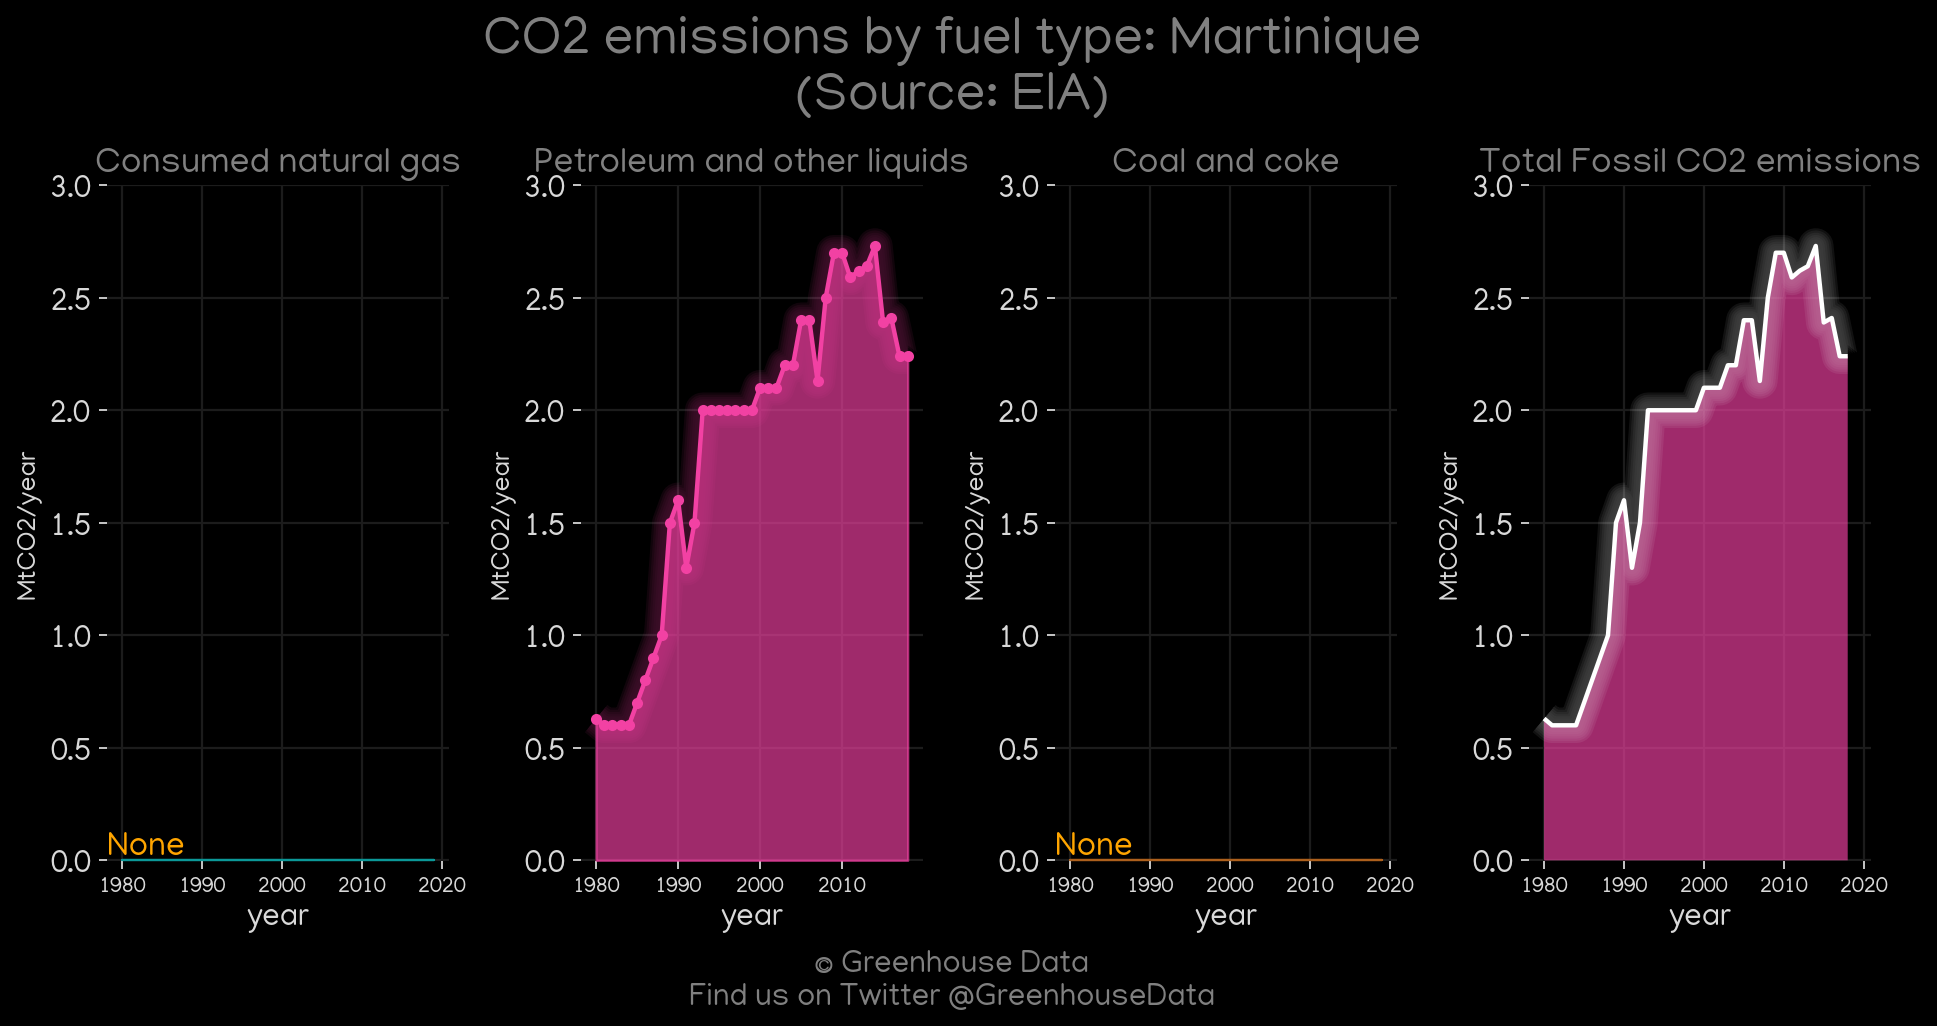 CO2 emissions by fuel type: Martinique
(Source: EIA)
Consumed natural gas
3.0
2.5
2.0
1.5
1.0
0.5
0.0
MtCO2/year
None
1980 1990 2000 2010 2020
year
Petroleum and other liquids
3.0
2.5
2.0
1.5
1.0
0.5
0.0
MtCO2/year
1980 1990 2000 2010
year
Coal and coke
3.0
2.5
2.0
1.5
1.0
0.5
0.0
MtCO2/year
None
1980 1990 2000 2010 2020
year
Total Fossil CO2 emissions
3.0
2.5
2.0
1.5
1.0
0.5
0.0
MtCO2/year
1980 1990 2000 2010 2020
year
© Greenhouse Data
Find us on Twitter @GreenhouseData